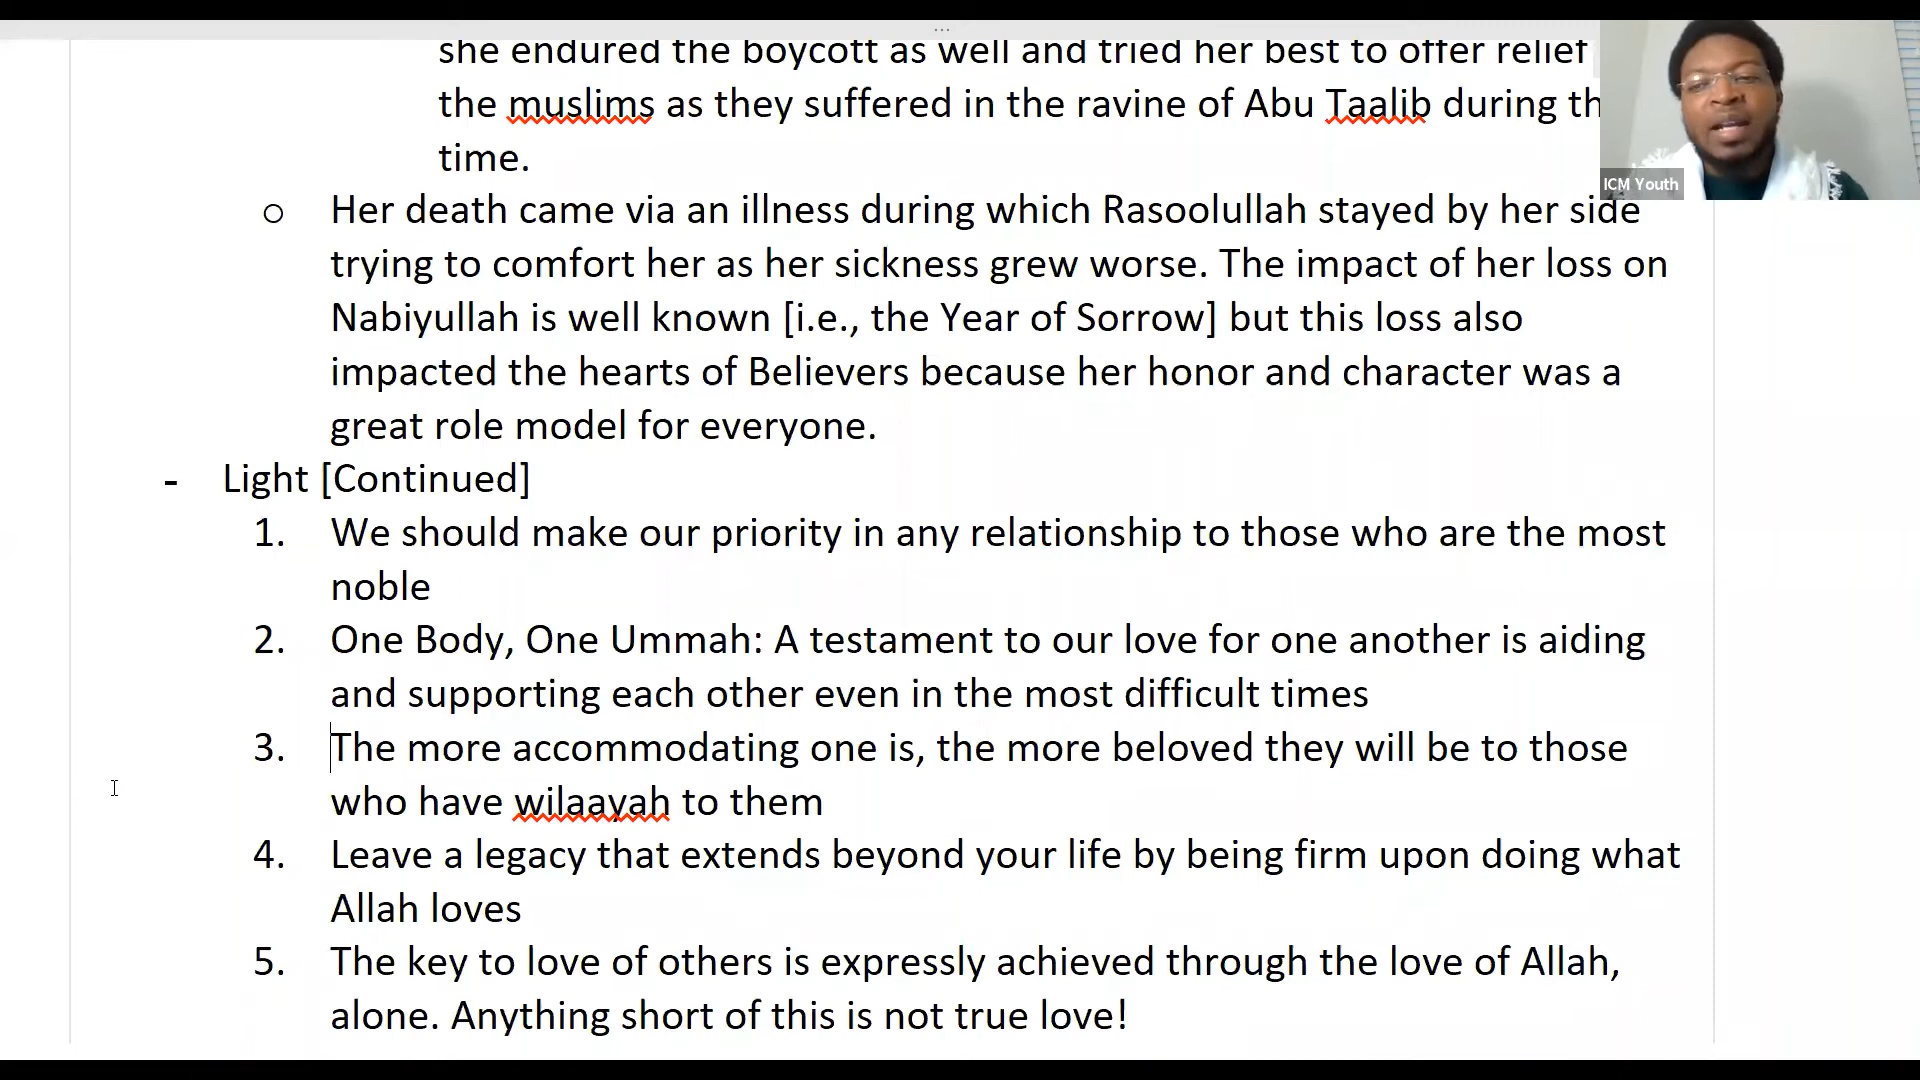 she endured the boycott as well and tried her best to offer relief
the muslims as they suffered in the ravine of Abu Taalib during
time.
ICM Youth
o Her death came via an illness during which Rasoolullah stayed by her side
trying to comfort her as her sickness grew worse. The impact of her loss on
Nabiyullah is well known [i.e., the Year of Sorrow] but this loss also
impacted the hearts of Believers because her honor and character was a
great role model for everyone.
- Light [Continued]
1. We should make our priority in any relationship to those who are the most
noble
2. One Body, One Ummah: A testament to our love for one another is aiding
and supporting each other even in the most difficult times
3. The more accommodating one is, the more beloved they will be to those
who have wilaayah to them
4. Leave a legacy that extends beyond your life by being firm upon doing what
Allah loves
5. The key to love of others is expressly achieved through the love of Allah,
alone. Anything short of this is not true love!